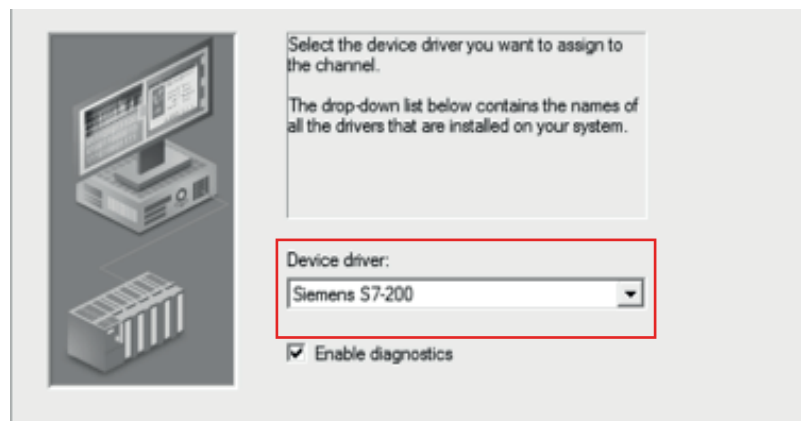 Select the device driver you want to assign to
the channel.
The drop-down list below contains the names of
all the drivers that are installed on your system.
Device driver:
Siemens S7-200
Enable diagnostics